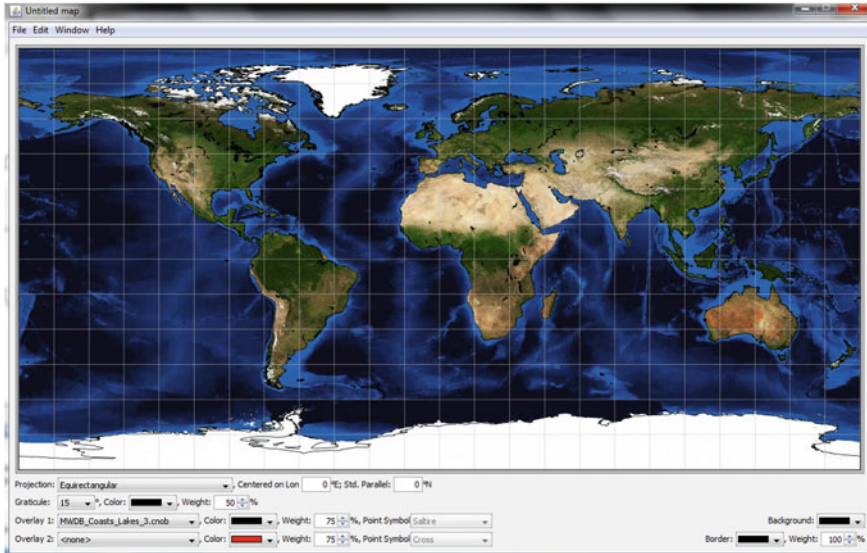 Untitled map
File Edit Window Help
Projection: Equirectangular , Centered on Lon 0 °E; Std. Parallel: 0 °N
Graticule: 15 °, Color: , Weight: 50 %
Overlay 1: MWDB_Coasts_Lakes_3.cnob , Color: , Weight: 75 %, Point Symbol Saltire Background:
Overlay 2: <none> , Color: , Weight: 75 %, Point Symbol Cross Border: , Weight: 100 %